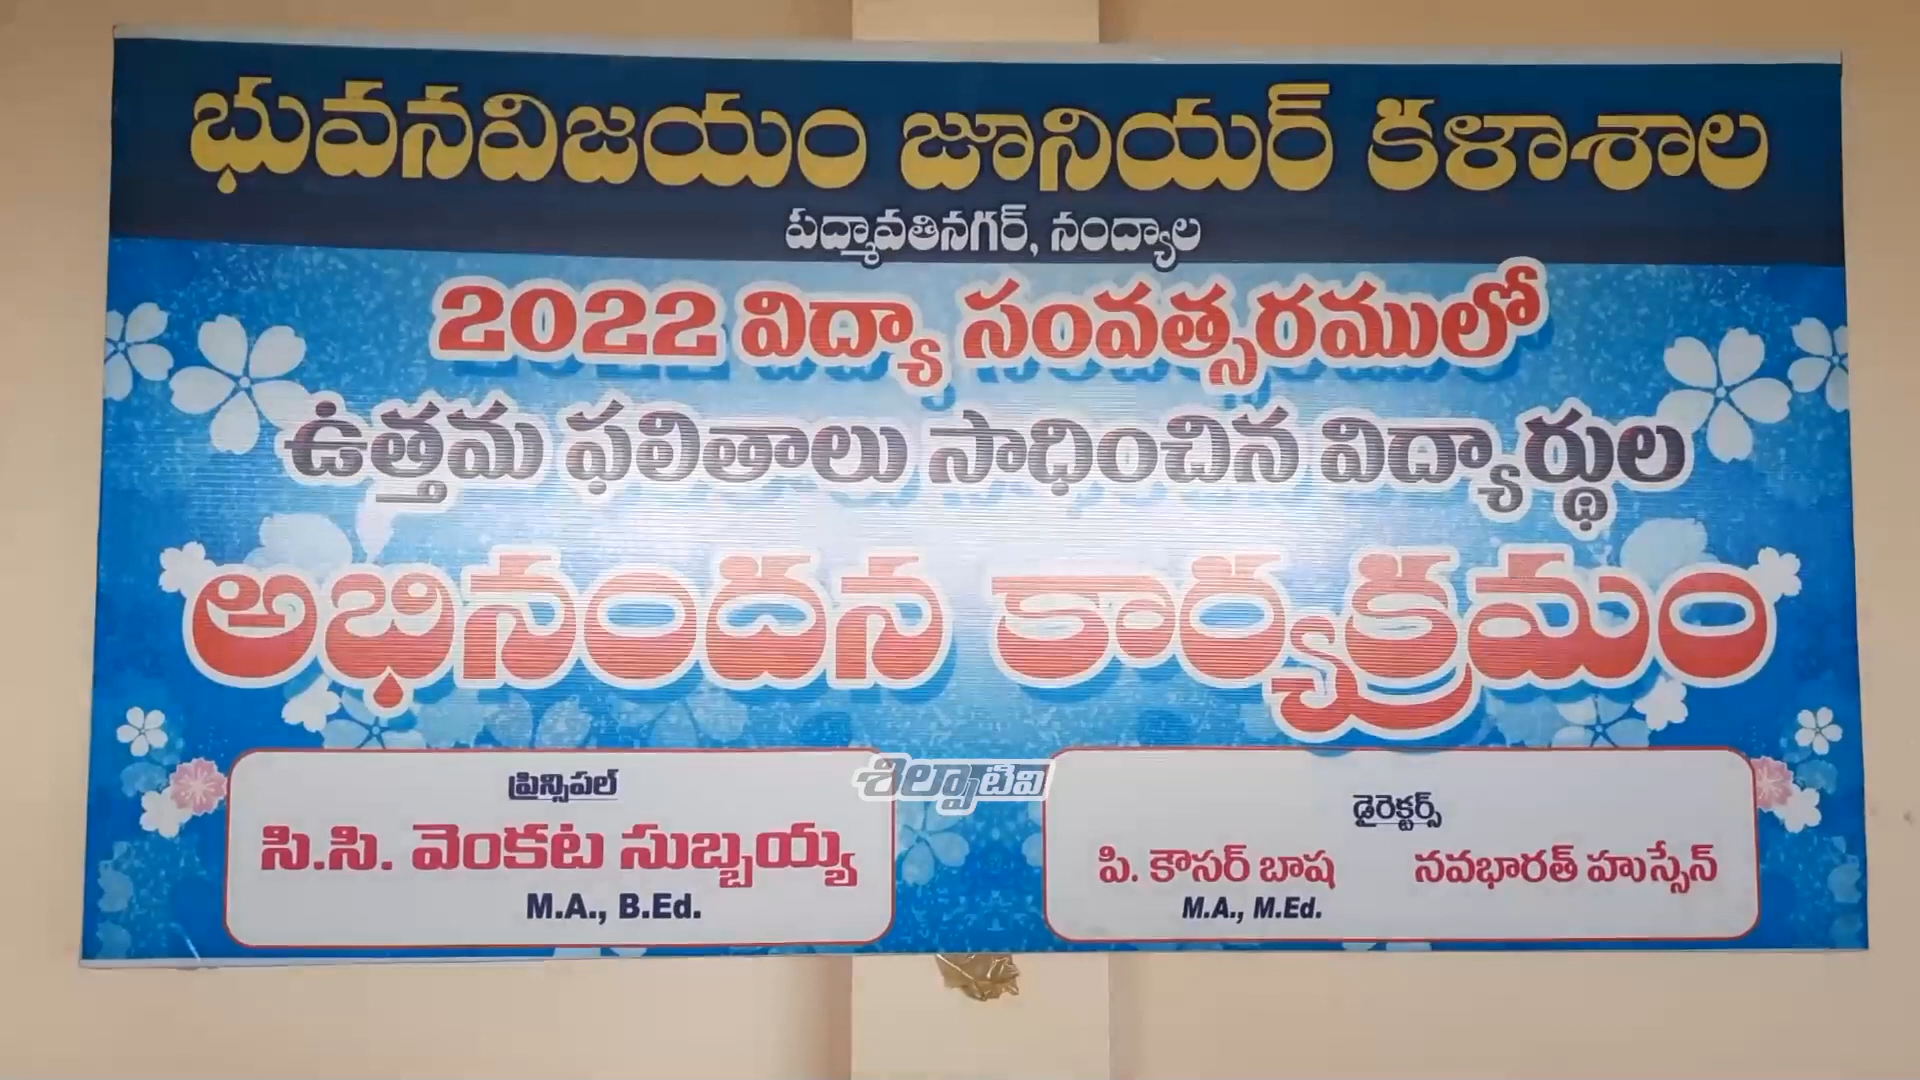 భువనవిజయం జూనియర్ కళాశాల
పద్మావతినగర్, నంద్యాల
2022 విద్యా సంవత్సరములో
ఉత్తమ ఫలితాలు సాధించిన విద్యార్థుల
అభినందన కార్యక్రమం
ప్రిన్సిపల్
సి.సి. వెంకట సుబ్బయ్య
M.A., B.Ed.
శిల్పాటివి
డైరెక్టర్స్
పి. కౌసర్ బాష నవభారత్ హుస్సేన్
M.A., M.Ed.